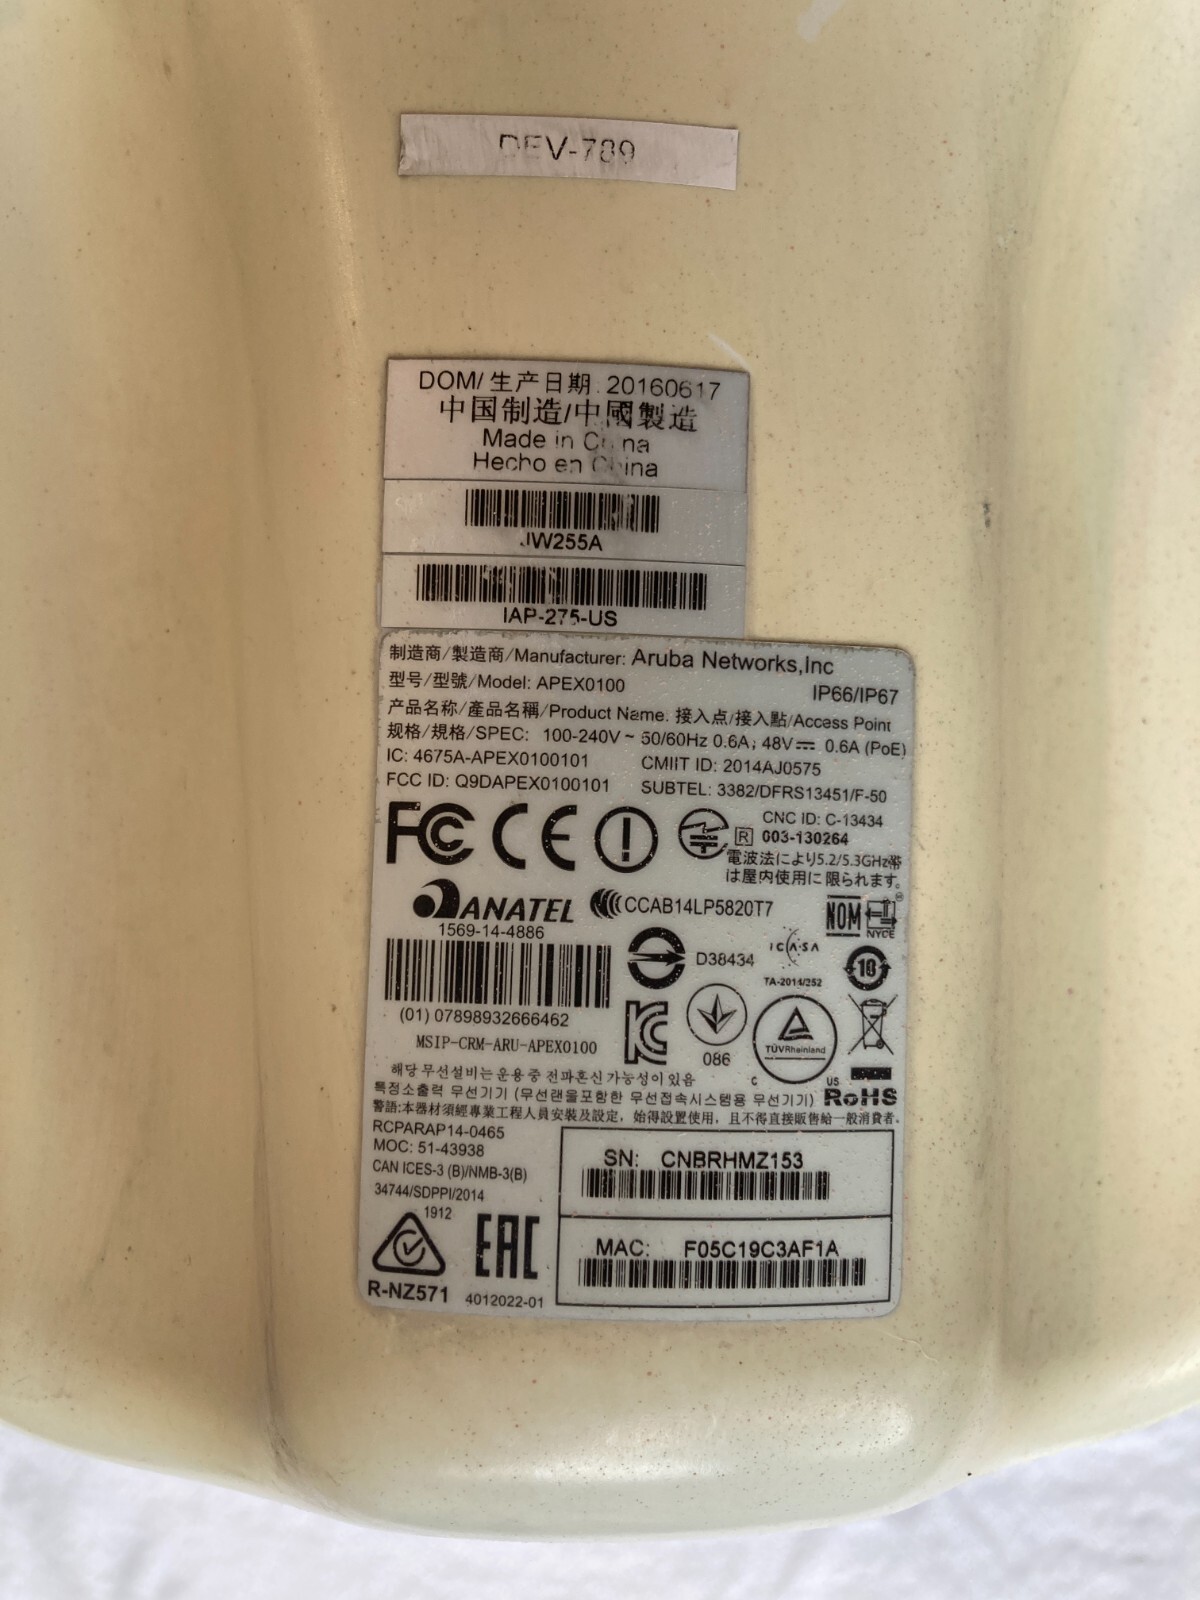 DEV-789
DOM/生产日期 20160617
中国制造/中國製造
Made in China
Hecho en China
JW255A
IAP-275-US
制造商/製造商/Manufacturer: Aruba Networks,Inc
型号/型號/Model: APEX0100 IP66/IP67
产品名称/產品名稱/Product Name. 接入点/接入點/Access Point
规格/規格/SPEC: 100-240V ~ 50/60Hz 0.6A; 48V⎓ 0.6A (PoE)
IC: 4675A-APEX0100101 CMIIT ID: 2014AJ0575
FCC ID: Q9DAPEX0100101 SUBTEL: 3382/DFRS13451/F-50
CNC ID: C-13434
FC CE R 003-130264
電波法により5.2/5.3GHz帯
は屋内使用に限られます。
ANATEL CCAB14LP5820T7 NOM NYCE
1569-14-4886
D38434 ICASA 10
TA-2014/252
(01) 07898932666462
MSIP-CRM-ARU-APEX0100 086 TÜVRheinland
C US
해당 무선설비는 운용 중 전파혼신 가능성이 있음
특정소출력 무선기기 (무선랜을 포함한 무선접속시스템용 무선기기) RoHS
警語:本器材須經專業工程人員安裝及設定，始得設置使用，且不得直接販售給一般消費者。
RCPARAP14-0465
MOC: 51-43938
CAN ICES-3 (B)/NMB-3(B)
34744/SDPPI/2014
1912
EAC
R-NZ571 4012022-01
SN: CNBRHMZ153
MAC: F05C19C3AF1A